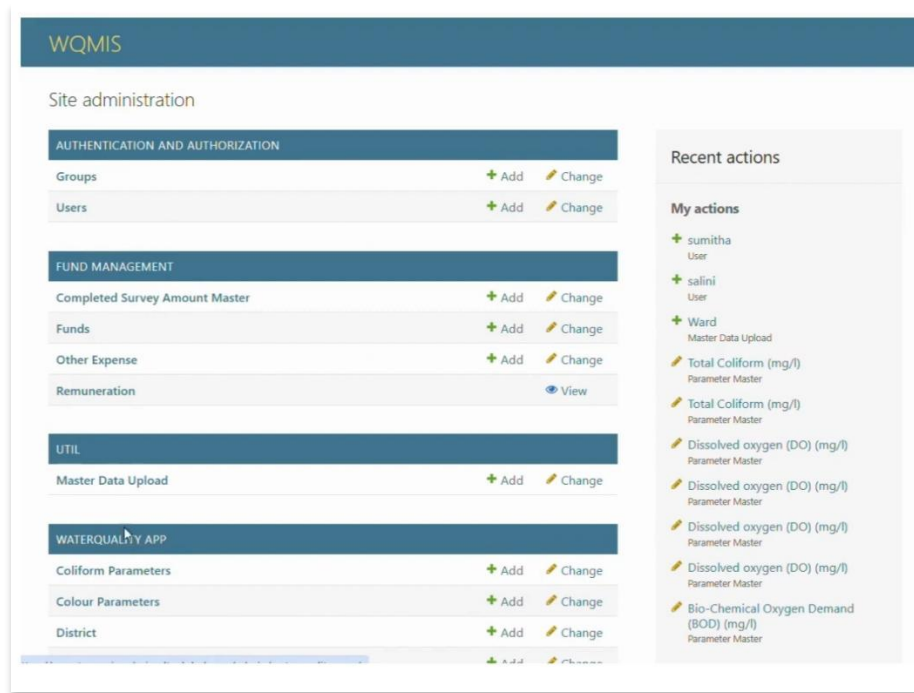 WQMIS
Site administration
AUTHENTICATION AND AUTHORIZATION
Groups + Add Change
Users + Add Change
FUND MANAGEMENT
Completed Survey Amount Master + Add Change
Funds + Add Change
Other Expense + Add Change
Remuneration View
UTIL
Master Data Upload + Add Change
WATERQUALITY APP
Coliform Parameters + Add Change
Colour Parameters + Add Change
District + Add Change
Recent actions
My actions
+ sumitha
User
+ salini
User
+ Ward
Master Data Upload
Total Coliform (mg/l)
Parameter Master
Total Coliform (mg/l)
Parameter Master
Dissolved oxygen (DO) (mg/l)
Parameter Master
Dissolved oxygen (DO) (mg/l)
Parameter Master
Dissolved oxygen (DO) (mg/l)
Parameter Master
Dissolved oxygen (DO) (mg/l)
Parameter Master
Bio-Chemical Oxygen Demand
(BOD) (mg/l)
Parameter Master